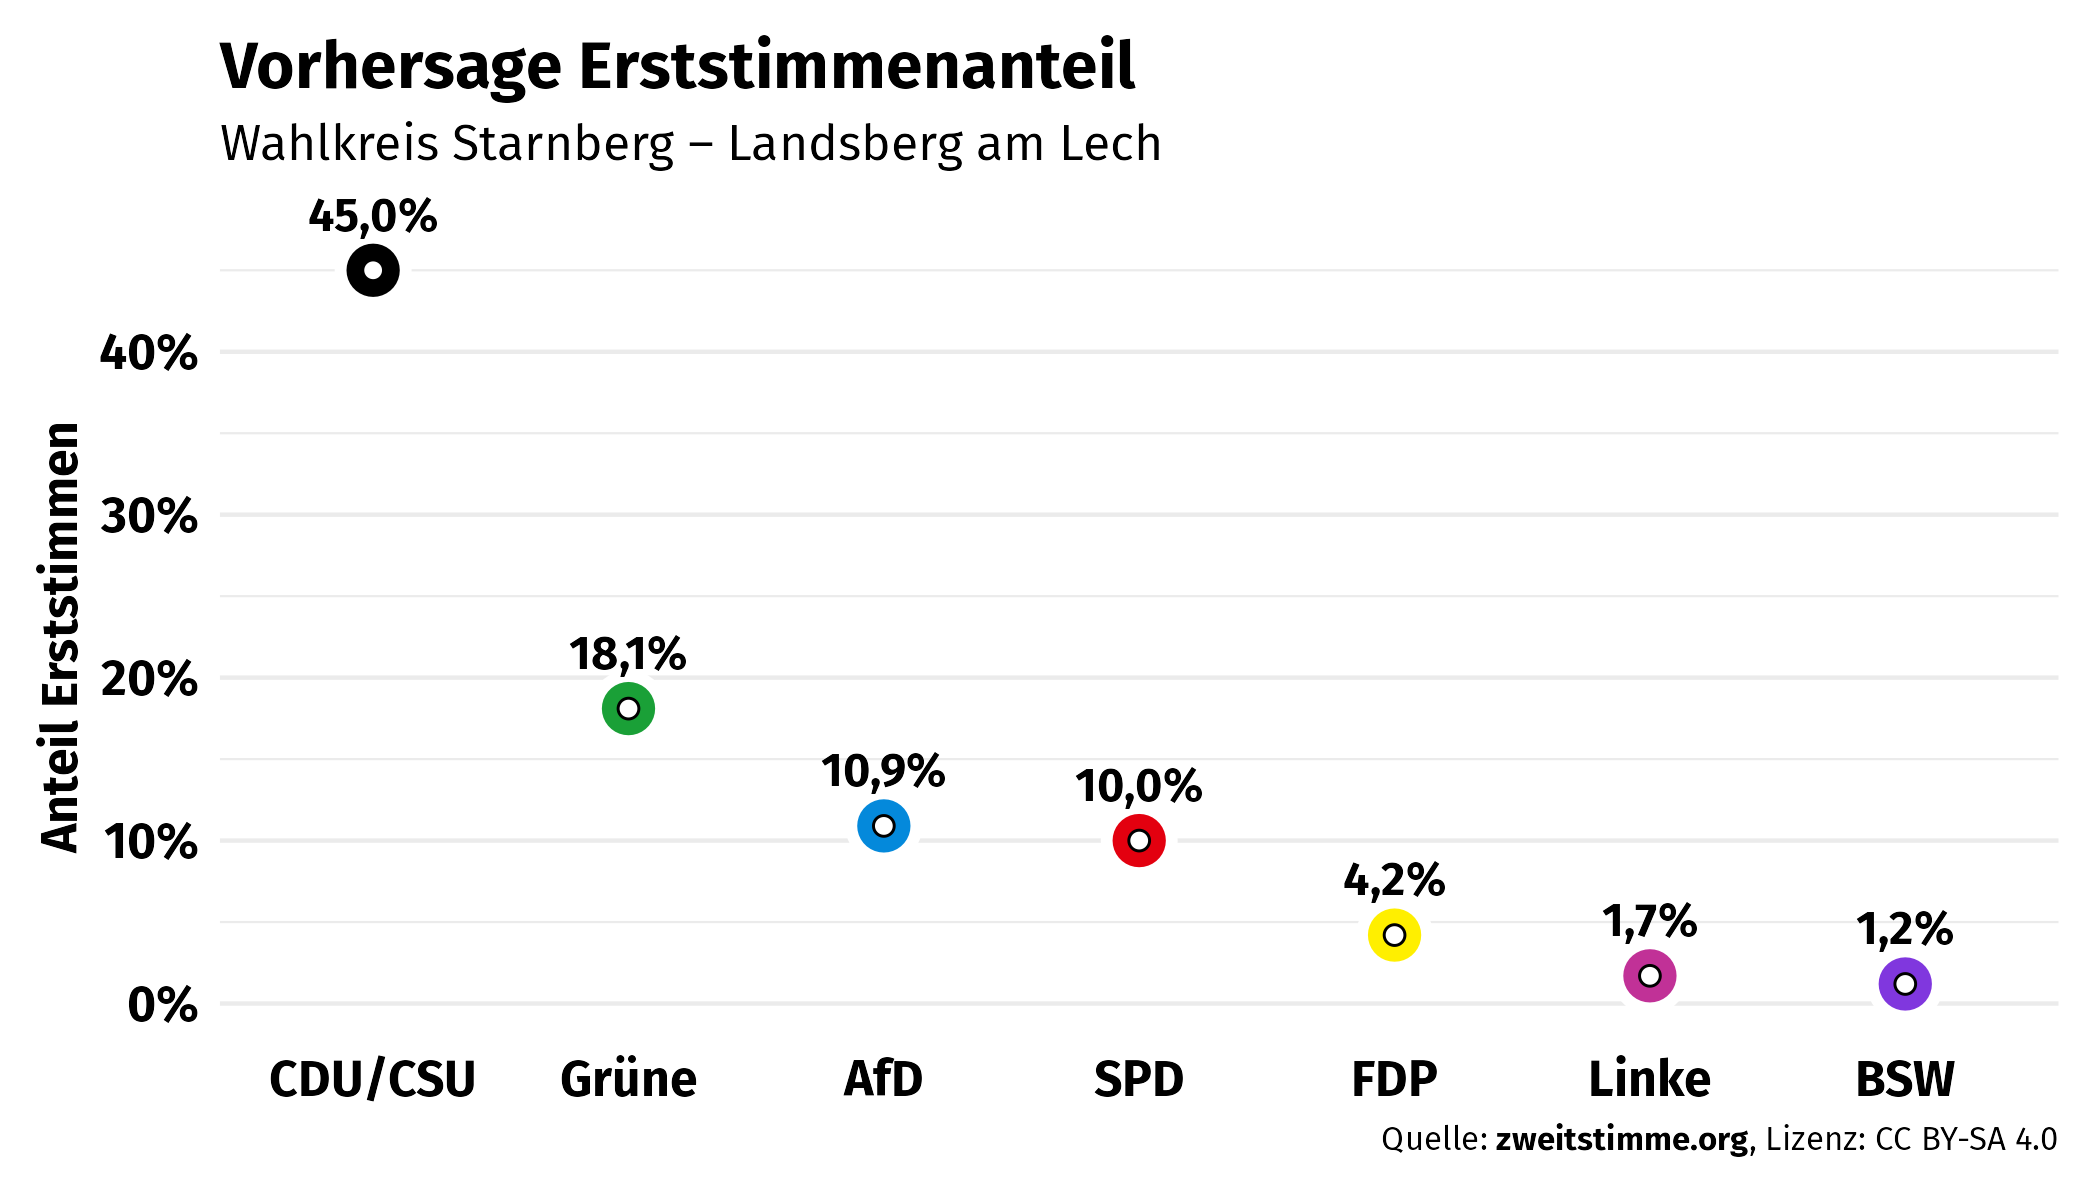 Vorhersage Erststimmenanteil
Wahlkreis Starnberg – Landsberg am Lech
45,0%
40%
30%
18,1%
20%
10,9%
10,0%
10%
4,2%
1,7%
1,2%
0%
Anteil Erststimmen
CDU/CSU Grüne AfD SPD FDP Linke BSW
Quelle: zweitstimme.org, Lizenz: CC BY-SA 4.0